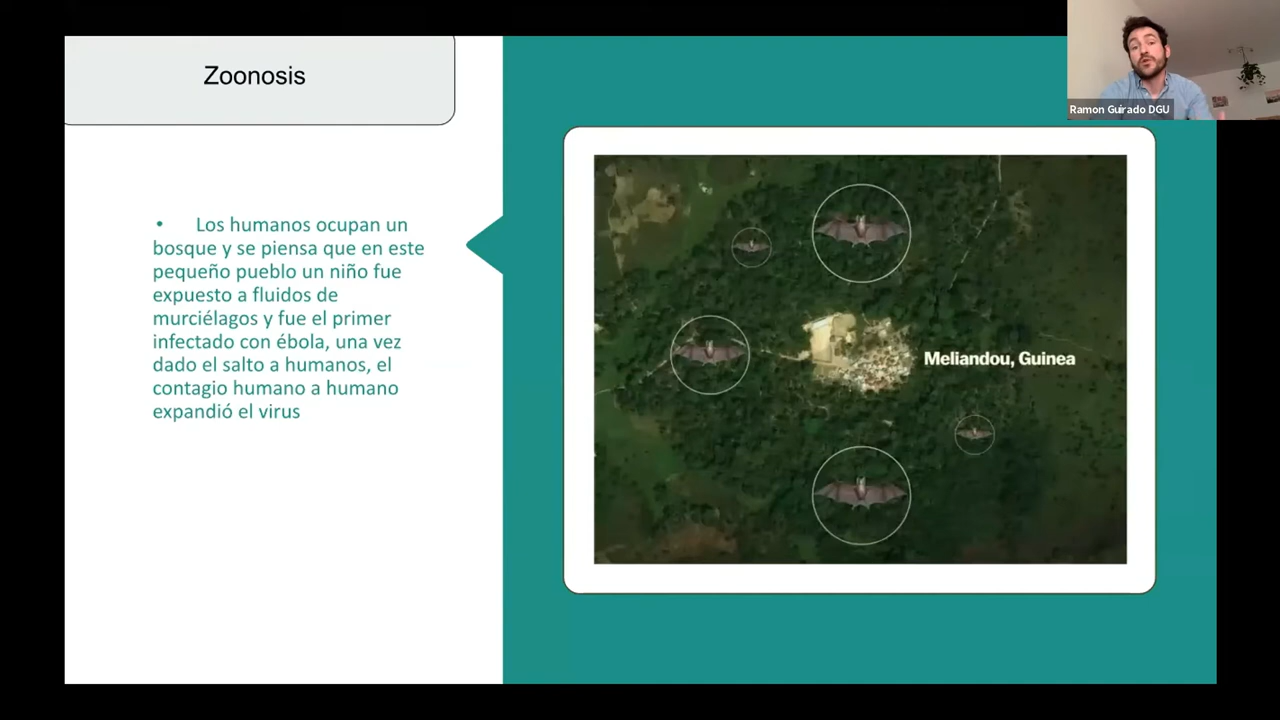 Zoonosis
Ramon Guirado DGU
• Los humanos ocupan un
bosque y se piensa que en este
pequeño pueblo un niño fue
expuesto a fluidos de
murciélagos y fue el primer
infectado con ébola, una vez
dado el salto a humanos, el
contagio humano a humano
expandió el virus
Meliandou, Guinea